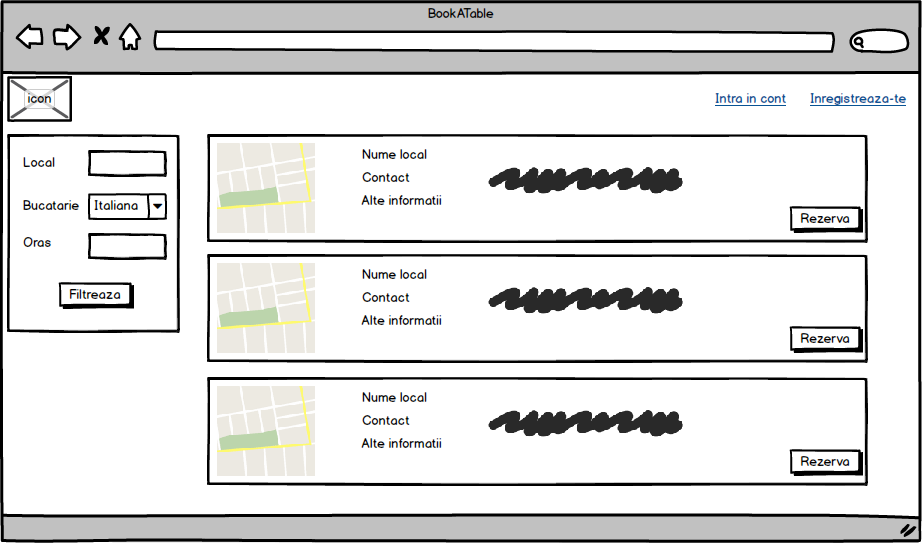 BookATable
icon
Intra in cont
Inregistreaza-te
Local
Bucatarie
Italiana
Oras
Filtreaza
Nume local
Contact
Alte informatii
Rezerva
Nume local
Contact
Alte informatii
Rezerva
Nume local
Contact
Alte informatii
Rezerva